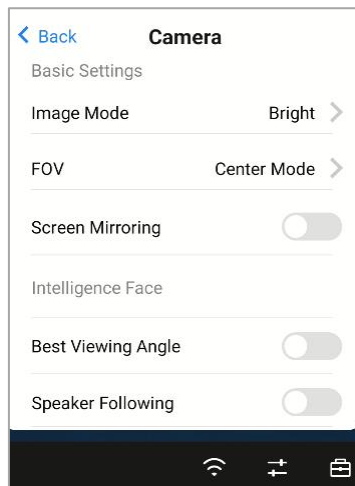 Back Camera
Basic Settings
Image Mode Bright
FOV Center Mode
Screen Mirroring
Intelligence Face
Best Viewing Angle
Speaker Following